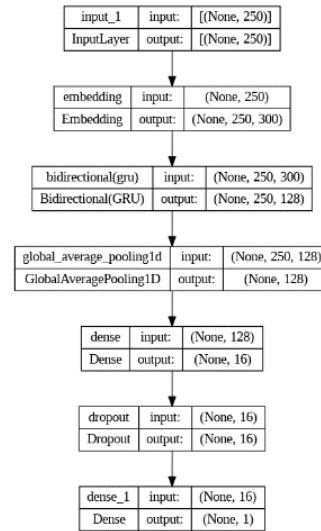 input_1 input: [(None, 250)]
InputLayer output: [(None, 250)]
embedding input: (None, 250)
Embedding output: (None, 250, 300)
bidirectional(gru) input: (None, 250, 300)
Bidirectional(GRU) output: (None, 250, 128)
global_average_pooling1d input: (None, 250, 128)
GlobalAveragePooling1D output: (None, 128)
dense input: (None, 128)
Dense output: (None, 16)
dropout input: (None, 16)
Dropout output: (None, 16)
dense_1 input: (None, 16)
Dense output: (None, 1)